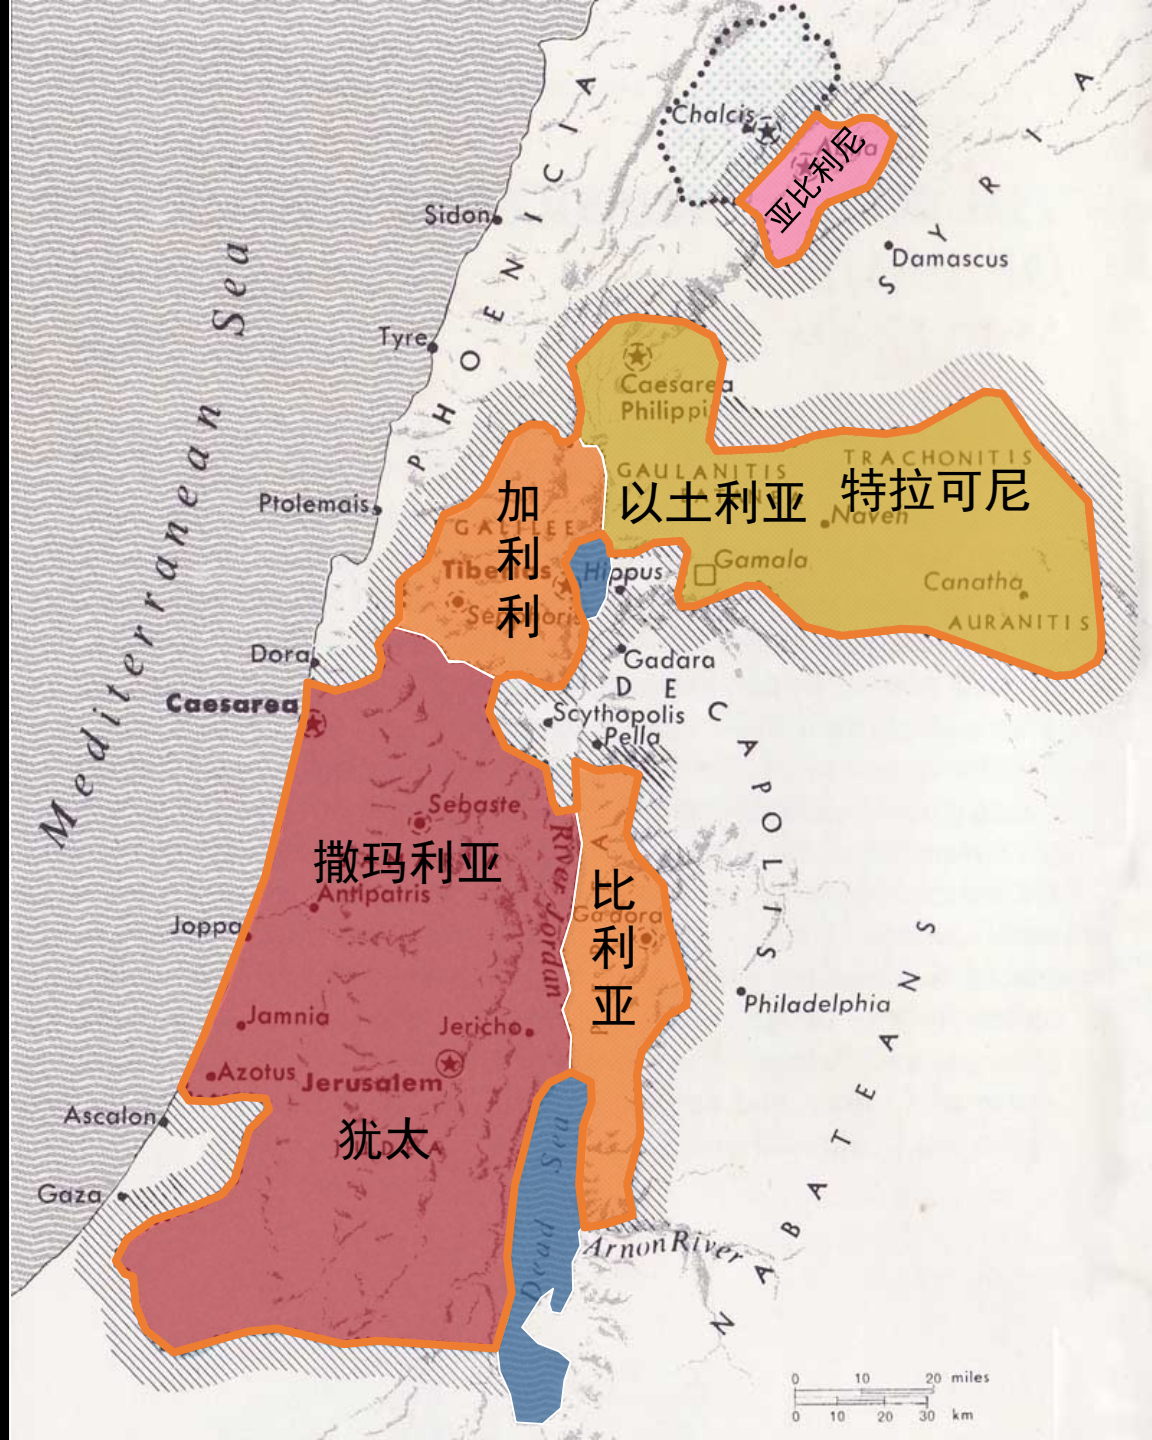 Chalcis
亚比利尼
SYRIA
Sidon
Damascus
PHOENICIA
Mediterranean Sea
Tyre
Caesarea
Philippi
TRACHONITIS
GAULANITIS
以土利亚
特拉可尼
Ptolemais
Naveh
加利利
GALILEE
Tiberias
Hippus
Gamala
Canatha
Sepphoris
AURANITIS
Dora
Gadara
DECAPOLIS
Caesarea
Scythopolis
Pella
Sebaste
撒玛利亚
Antipatris
River Jordan
比利亚
Gadora
Joppa
Philadelphia
NABATEANS
Jamnia
Jericho
Azotus
Jerusalem
Ascalon
犹太
JUDEA
Dead Sea
Gaza
Arnon River
0 10 20 miles
0 10 20 30 km